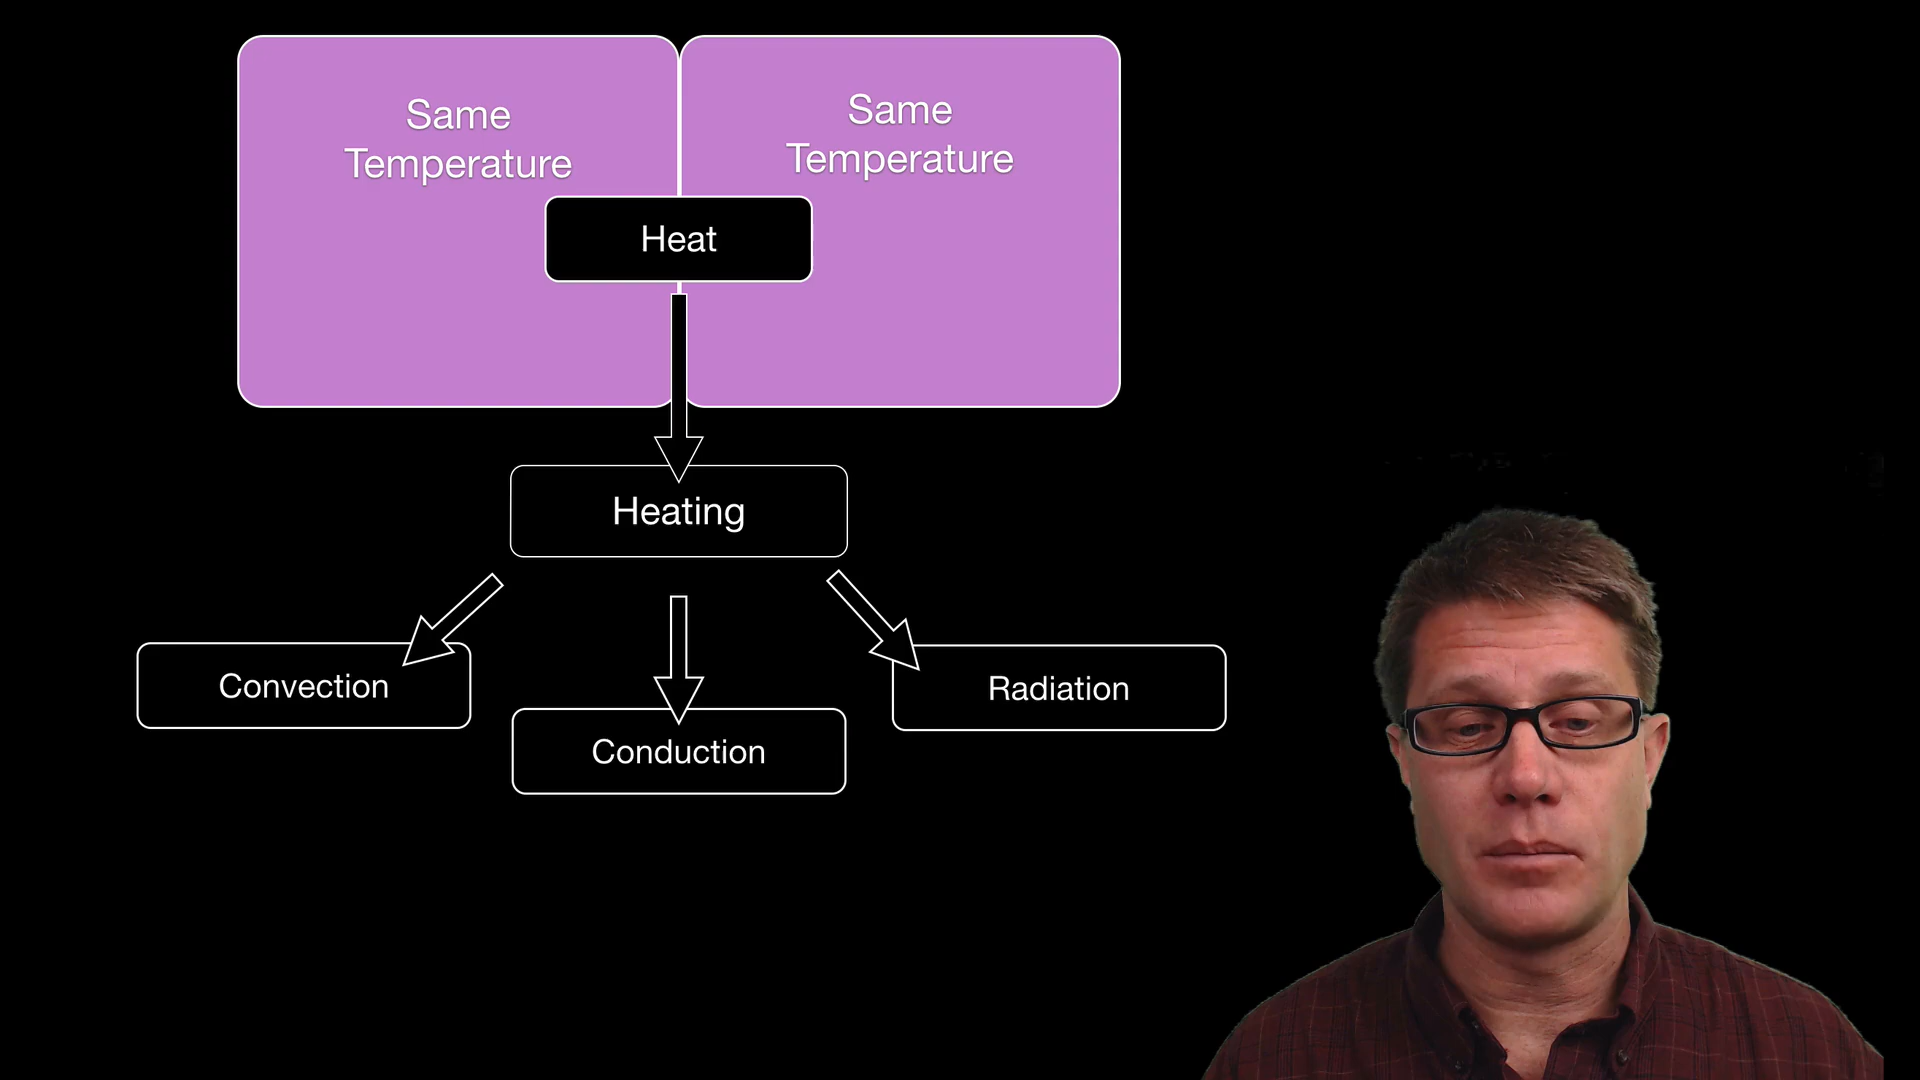 Same
Temperature
Same
Temperature
Heat
Heating
Convection
Conduction
Radiation